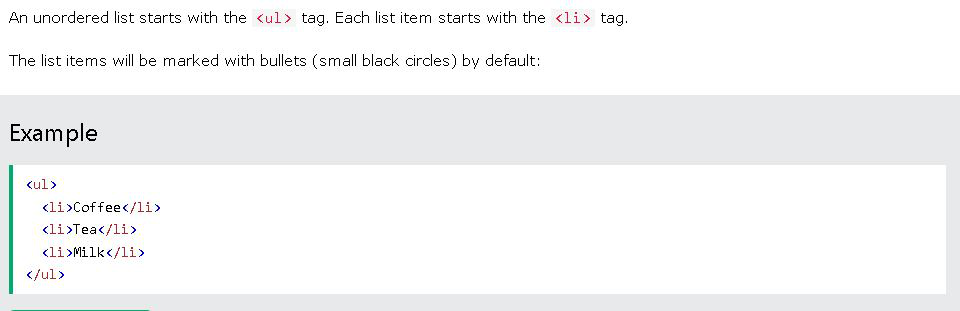 An unordered list starts with the <ul> tag. Each list item starts with the <li> tag.
The list items will be marked with bullets (small black circles) by default:
Example
<ul>
  <li>Coffee</li>
  <li>Tea</li>
  <li>Milk</li>
</ul>